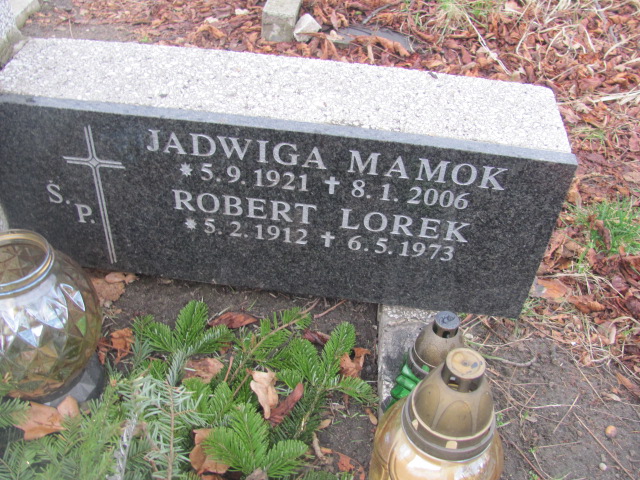 Ś.P.
JADWIGA MAMOK
*5.9.1921 †8.1.2006
ROBERT LOREK
*5.2.1912 †6.5.1973